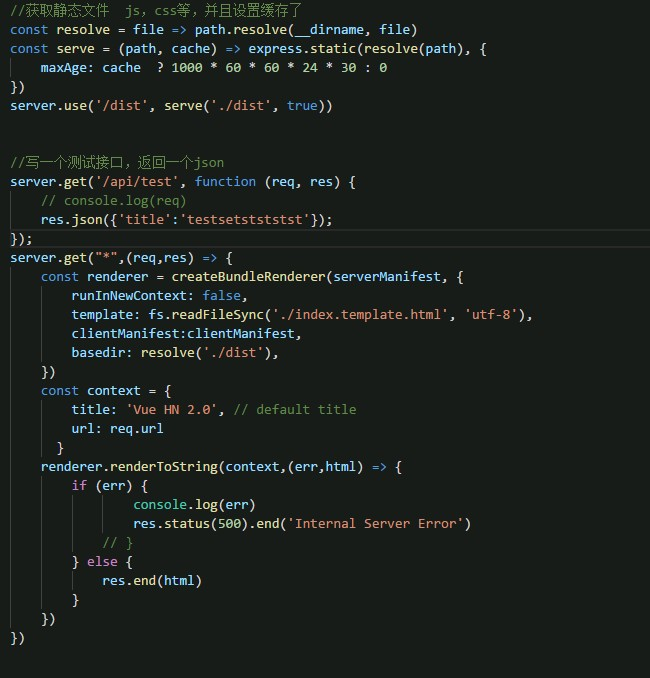 //获取静态文件  js，css等，并且设置缓存了
const resolve = file => path.resolve(__dirname, file)
const serve = (path, cache) => express.static(resolve(path), {
    maxAge: cache  ? 1000 * 60 * 60 * 24 * 30 : 0
})
server.use('/dist', serve('./dist', true))
//写一个测试接口，返回一个json
server.get('/api/test', function (req, res) {
    // console.log(req)
    res.json({'title':'testsetstststst'});
});
server.get("*",(req,res) => {
    const renderer = createBundleRenderer(serverManifest, {
        runInNewContext: false,
        template: fs.readFileSync('./index.template.html', 'utf-8'),
        clientManifest:clientManifest,
        basedir: resolve('./dist'),
    })
    const context = {
        title: 'Vue HN 2.0', // default title
        url: req.url
      }
    renderer.renderToString(context,(err,html) => {
        if (err) {
                console.log(err)
                res.status(500).end('Internal Server Error')
            // }
        } else {
            res.end(html)
        }
    })
})